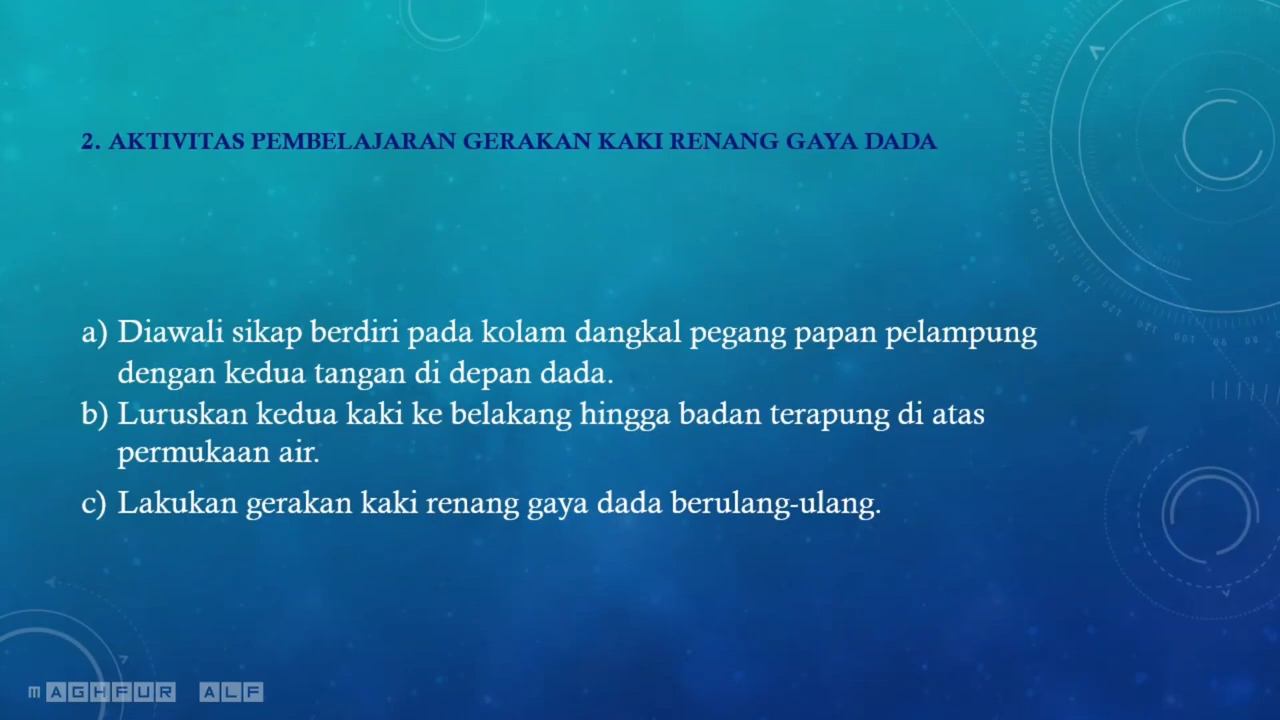 2. AKTIVITAS PEMBELAJARAN GERAKAN KAKI RENANG GAYA DADA
a) Diawali sikap berdiri pada kolam dangkal pegang papan pelampung
dengan kedua tangan di depan dada.
b) Luruskan kedua kaki ke belakang hingga badan terapung di atas
permukaan air.
c) Lakukan gerakan kaki renang gaya dada berulang-ulang.
mAGHFUR ALF